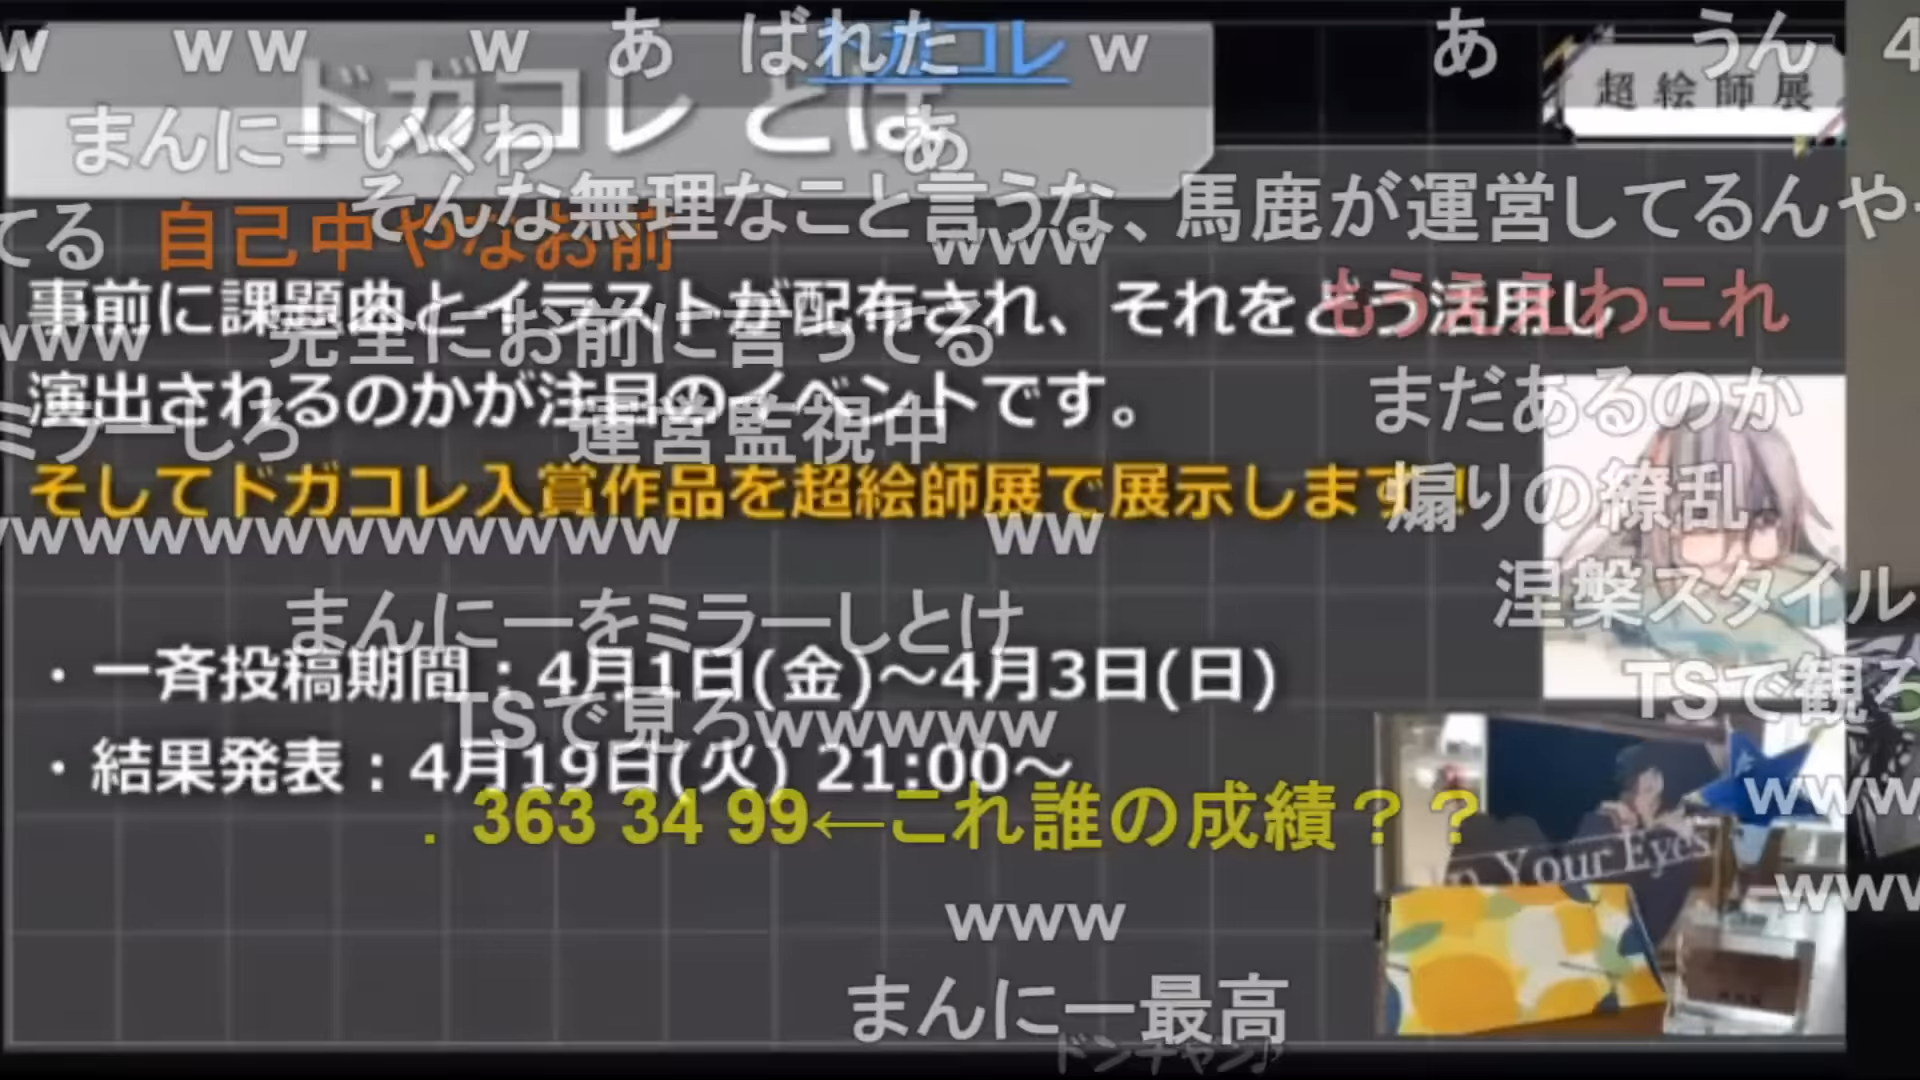 w
ww
w
あ
ばれた
ドガコレ
w
あ
うん
4
ドガコレ とは
超絵師展
まんにーいくわ
あ
そんな無理なこと言うな、馬鹿が運営してるんや
てる
自己中やなお前
www
事前に課題曲とイラストが配布され、それをどう活用し
もうええわこれ
www
完全にお前に言ってる
演出されるのかが注目のイベントです。
まだあるのか
ミラーしろ
運営監視中
そしてドガコレ入賞作品を超絵師展で展示します!
煽りの繚乱
wwwwwwwwwwwww
ww
涅槃スタイル
まんにーをミラーしとけ
・一斉投稿期間：4月1日(金)～4月3日(日)
TSで観ろ
TSで見ろwwwwww
・結果発表：4月19日(火) 21:00～
www
. 363 34 99←これ誰の成績？？
Your Eyes
www
www
まんにー最高
ドンチャン♪